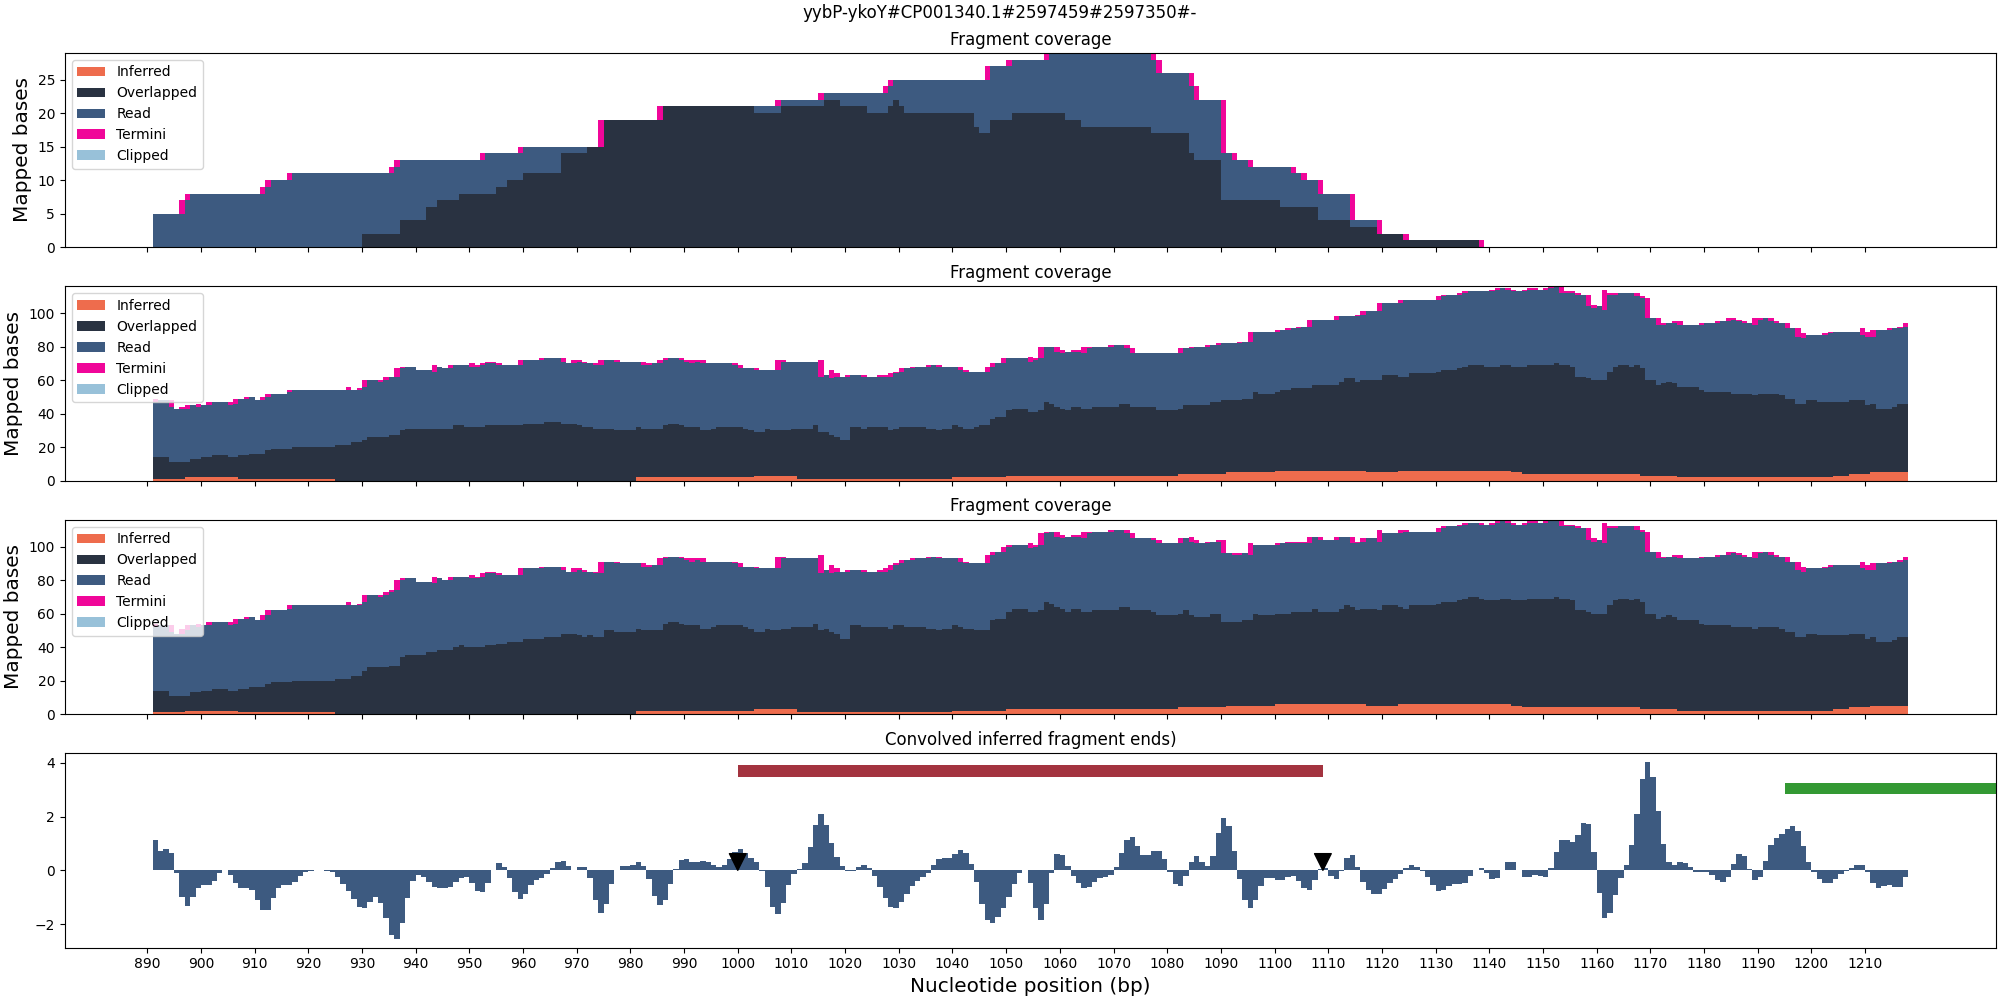 yybP-ykoY#CP001340.1#2597459#2597350#-
Fragment coverage
Mapped bases
25
20
15
10
5
0
Inferred
Overlapped
Read
Termini
Clipped
Fragment coverage
Mapped bases
100
80
60
40
20
0
Inferred
Overlapped
Read
Termini
Clipped
Fragment coverage
Mapped bases
100
80
60
40
20
0
Inferred
Overlapped
Read
Termini
Clipped
Convolved inferred fragment ends)
4
2
0
−2
890 900 910 920 930 940 950 960 970 980 990 1000 1010 1020 1030 1040 1050 1060 1070 1080 1090 1100 1110 1120 1130 1140 1150 1160 1170 1180 1190 1200 1210
Nucleotide position (bp)